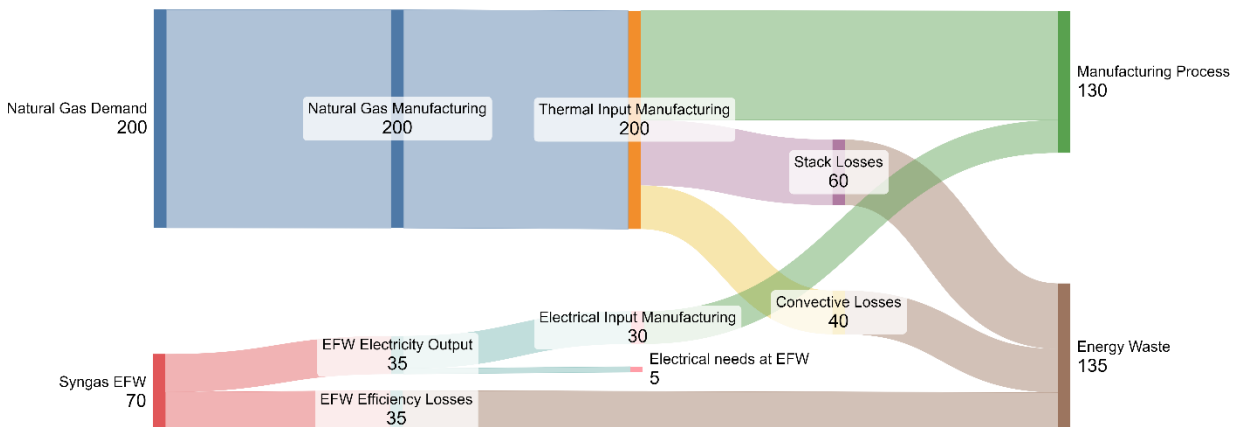 Natural Gas Demand
200
Natural Gas Manufacturing
200
Thermal Input Manufacturing
200
Manufacturing Process
130
Stack Losses
60
Convective Losses
40
Electrical Input Manufacturing
30
EFW Electricity Output
35
Electrical needs at EFW
5
Energy Waste
135
Syngas EFW
70
EFW Efficiency Losses
35